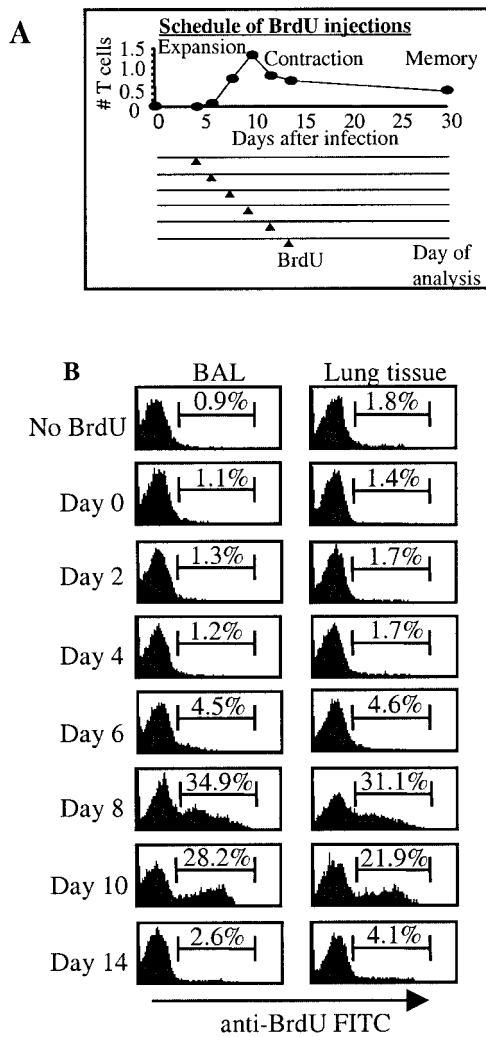 A
Schedule of BrdU injections
Expansion
Contraction
Memory
# T cells
1.5
1.0
0.5
0
0 5 10 15 20 30
Days after infection
BrdU
Day of
analysis
B
BAL Lung tissue
No BrdU 0.9% 1.8%
Day 0 1.1% 1.4%
Day 2 1.3% 1.7%
Day 4 1.2% 1.7%
Day 6 4.5% 4.6%
Day 8 34.9% 31.1%
Day 10 28.2% 21.9%
Day 14 2.6% 4.1%
anti-BrdU FITC